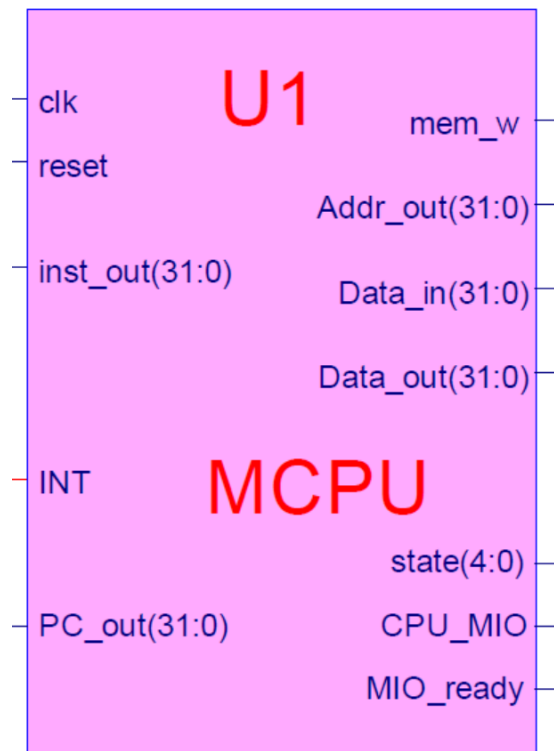 U1
clk
mem_w
reset
Addr_out(31:0)
inst_out(31:0)
Data_in(31:0)
Data_out(31:0)
INT
MCPU
state(4:0)
PC_out(31:0)
CPU_MIO
MIO_ready